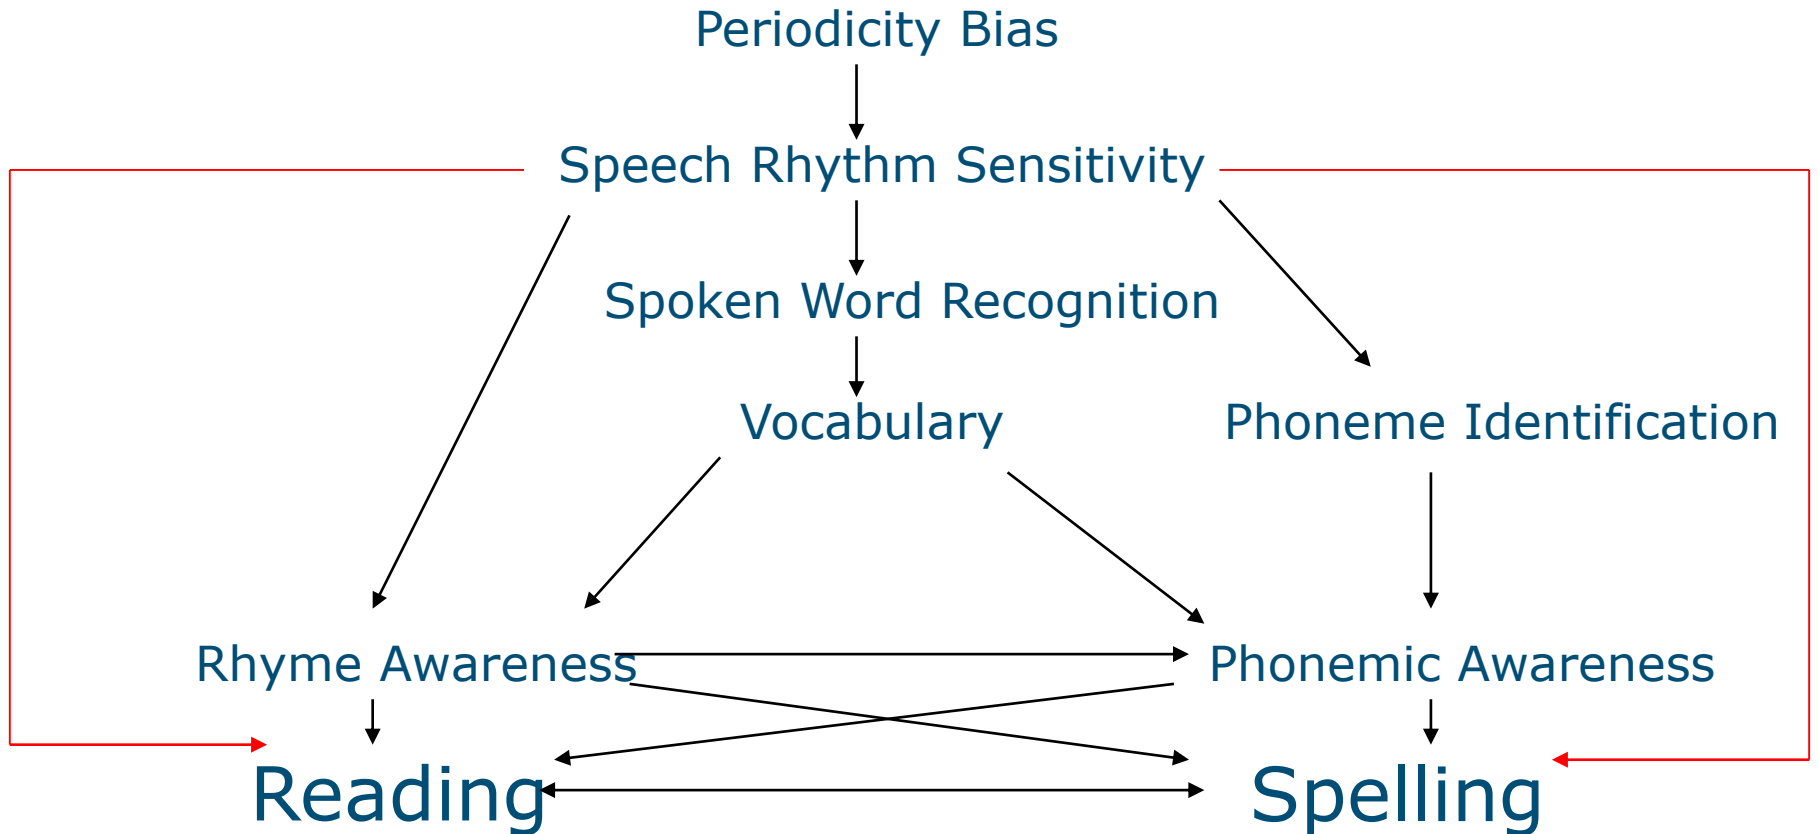 Periodicity Bias
Speech Rhythm Sensitivity
Spoken Word Recognition
Vocabulary
Phoneme Identification
Rhyme Awareness
Phonemic Awareness
Reading
Spelling